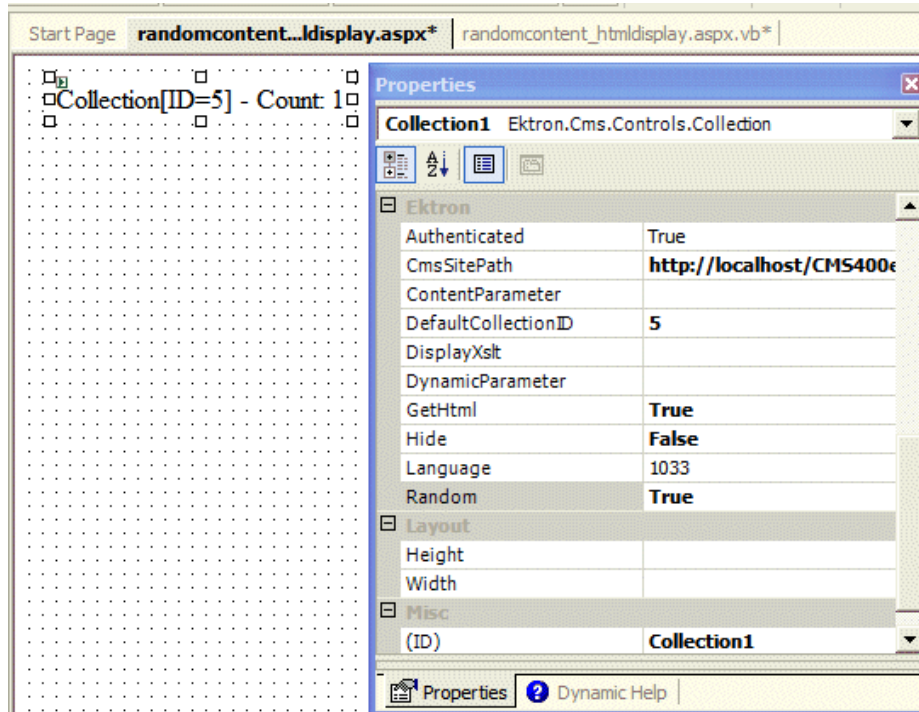 Start Page randomcontent...ldisplay.aspx* randomcontent_htmldisplay.aspx.vb*
Collection[ID=5] - Count: 1
Properties
Collection1 Ektron.Cms.Controls.Collection
Ektron
Authenticated True
CmsSitePath http://localhost/CMS400e
ContentParameter
DefaultCollectionID 5
DisplayXslt
DynamicParameter
GetHtml True
Hide False
Language 1033
Random True
Layout
Height
Width
Misc
(ID) Collection1
Properties Dynamic Help